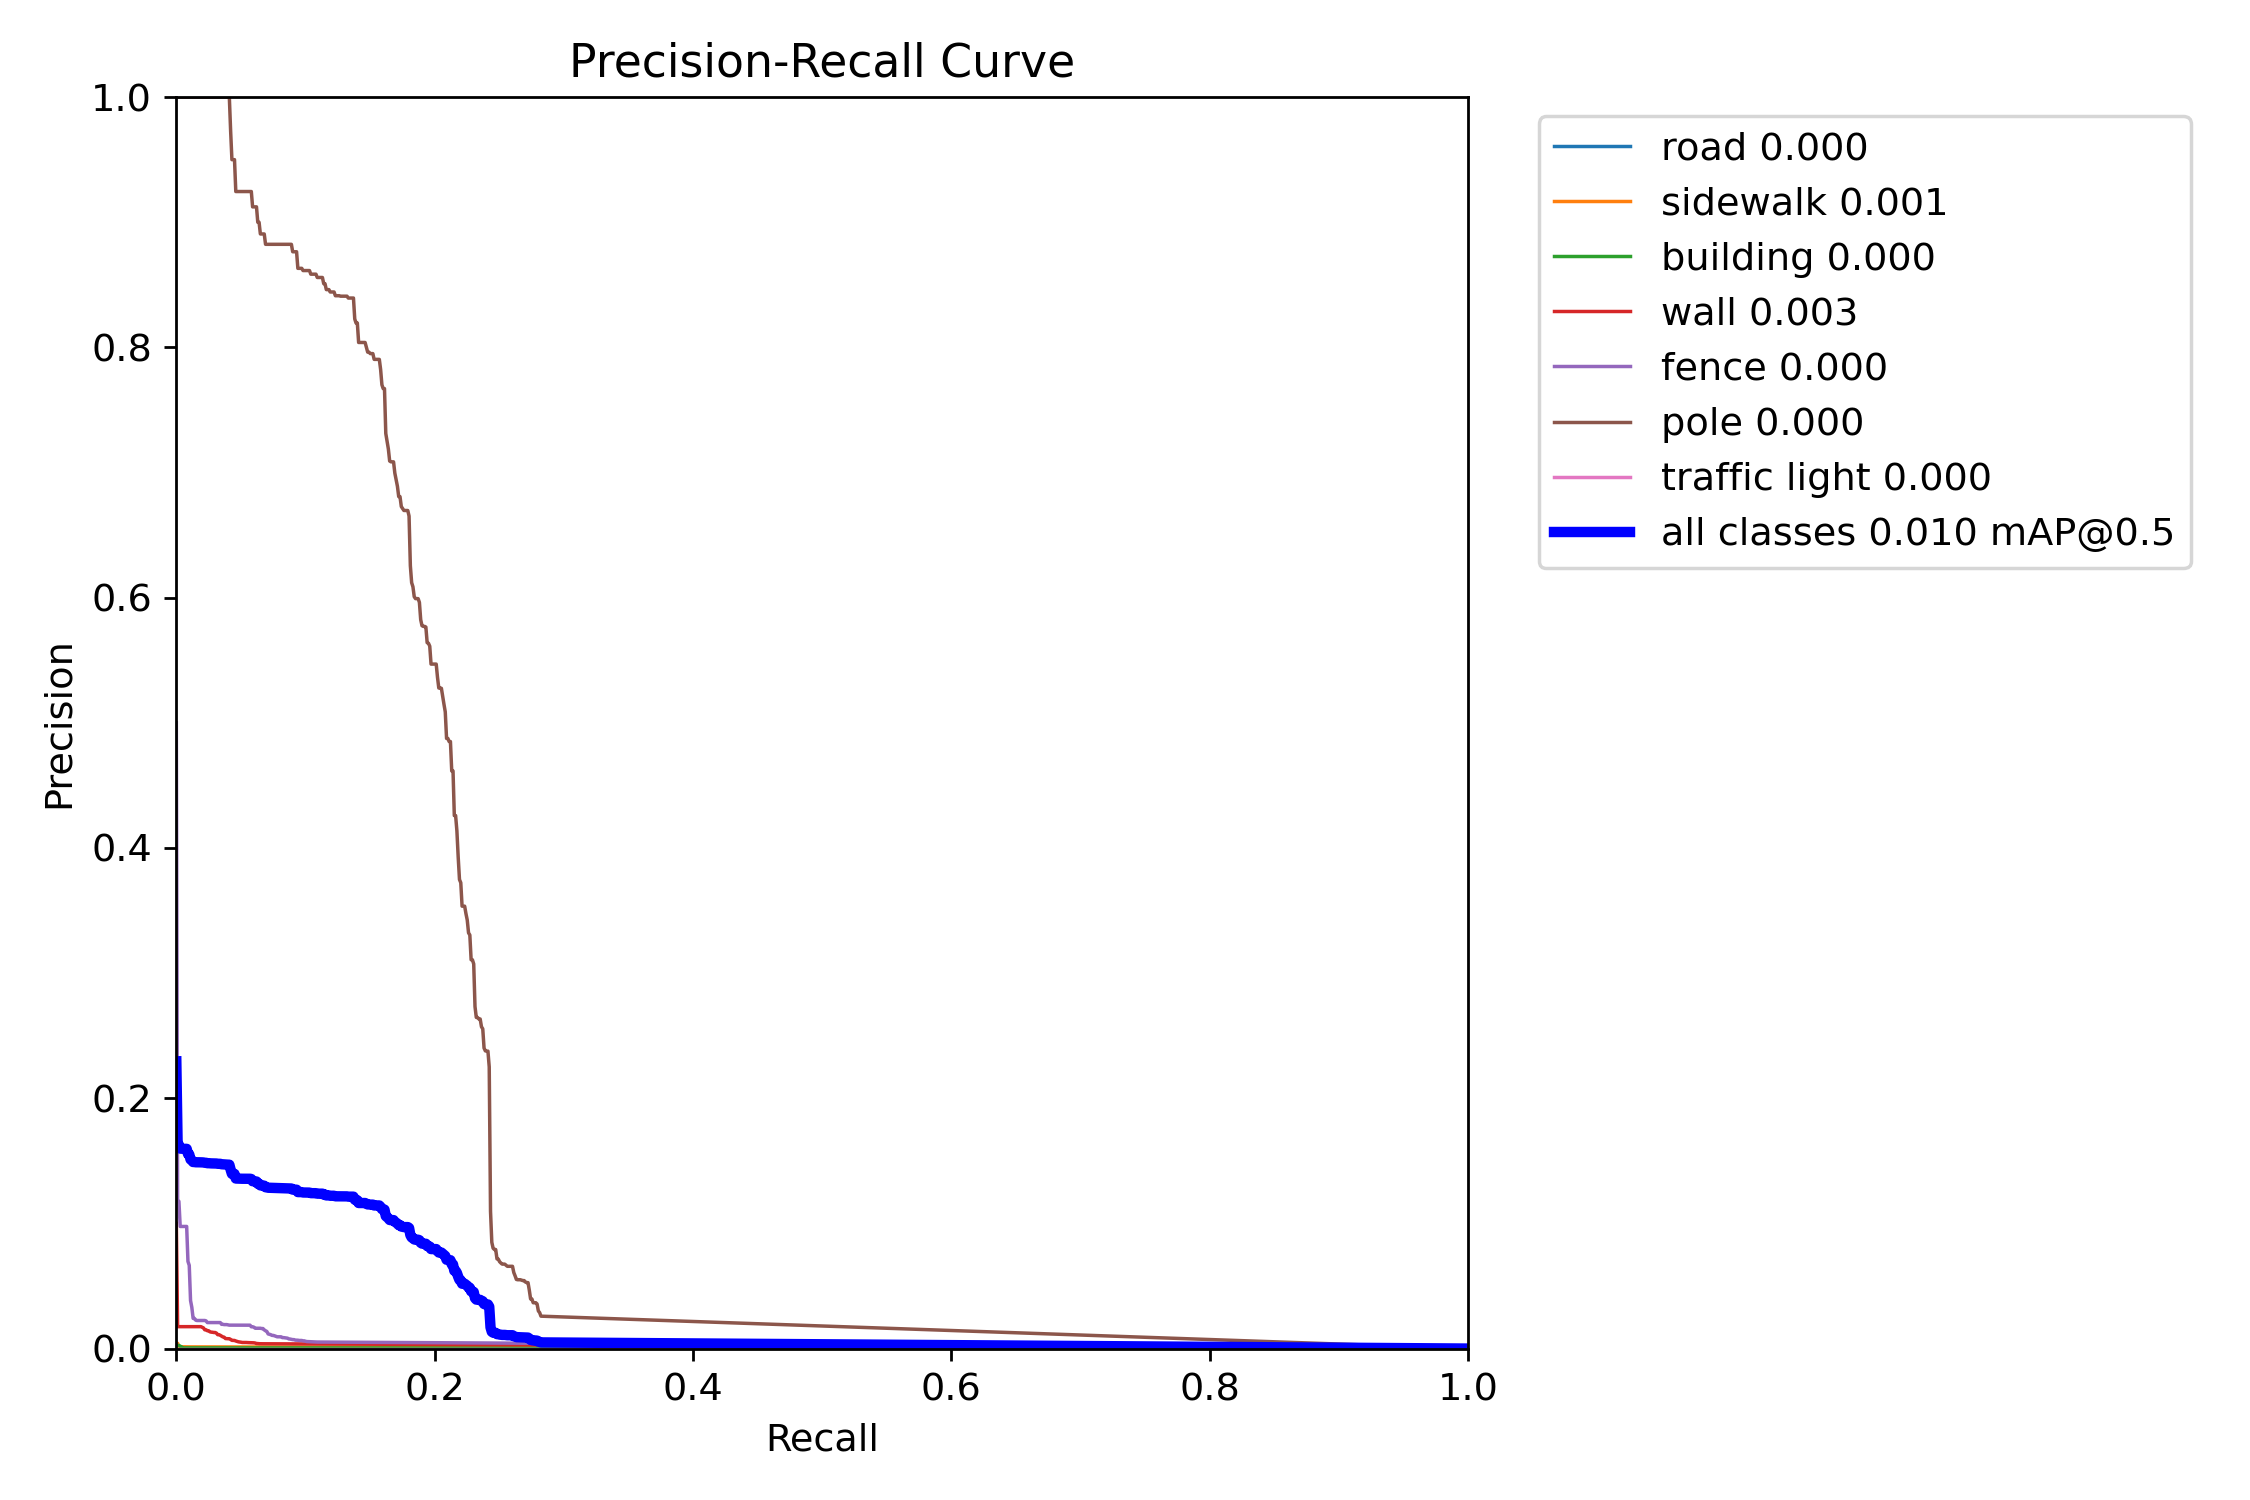 Precision-Recall Curve
1.0
0.8
0.6
0.4
0.2
0.0
Precision
0.0 0.2 0.4 0.6 0.8 1.0
Recall
road 0.000
sidewalk 0.001
building 0.000
wall 0.003
fence 0.000
pole 0.000
traffic light 0.000
all classes 0.010 mAP@0.5